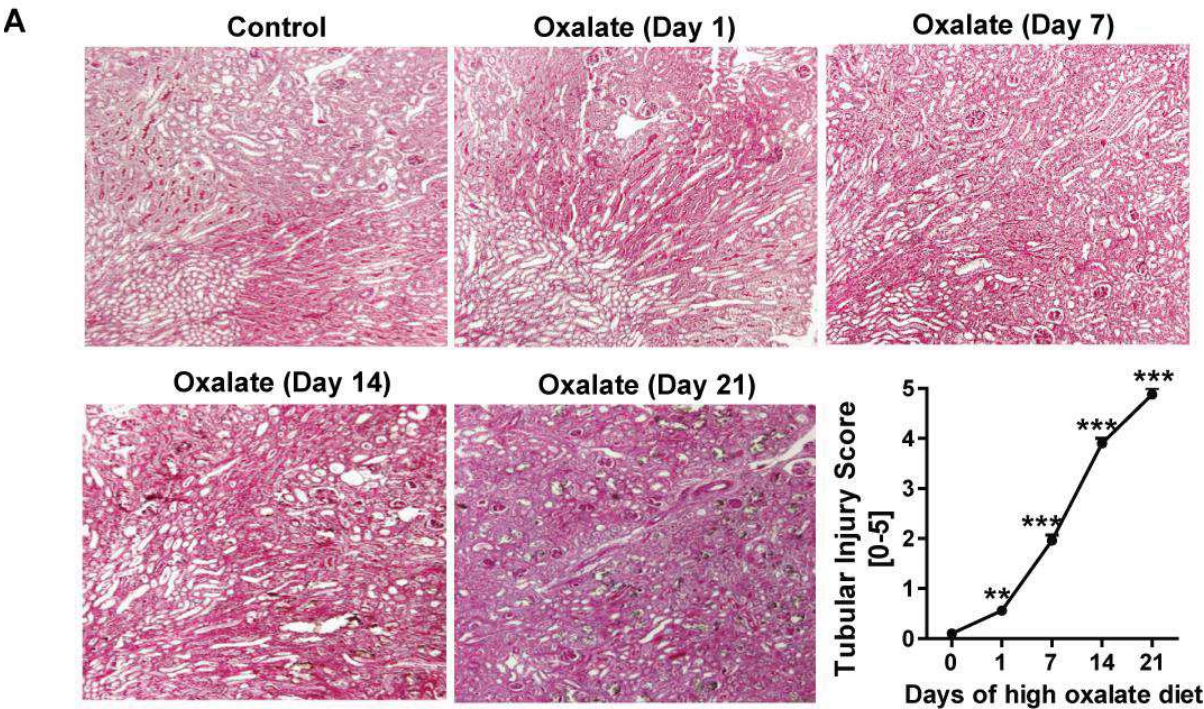 A
Control
Oxalate (Day 1)
Oxalate (Day 7)
Oxalate (Day 14)
Oxalate (Day 21)
Tubular Injury Score
[0-5]
5
4
3
2
1
0
**
***
***
***
0 1 7 14 21
Days of high oxalate diet